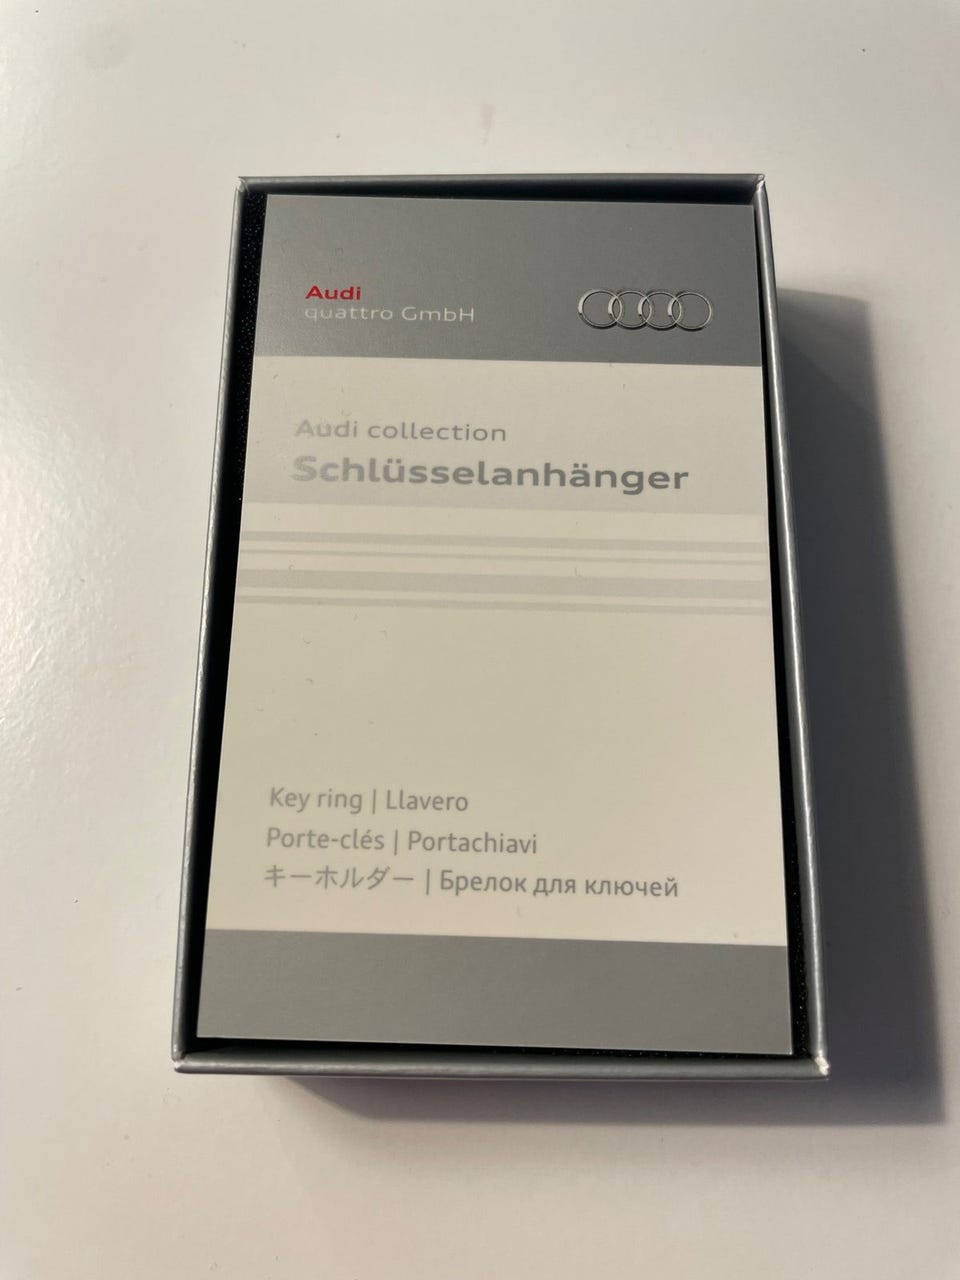 Audi
quattro GmbH
Audi collection
Schlüsselanhänger
Key ring | Llavero
Porte-clés | Portachiavi
キーホルダー | Брелок для ключей